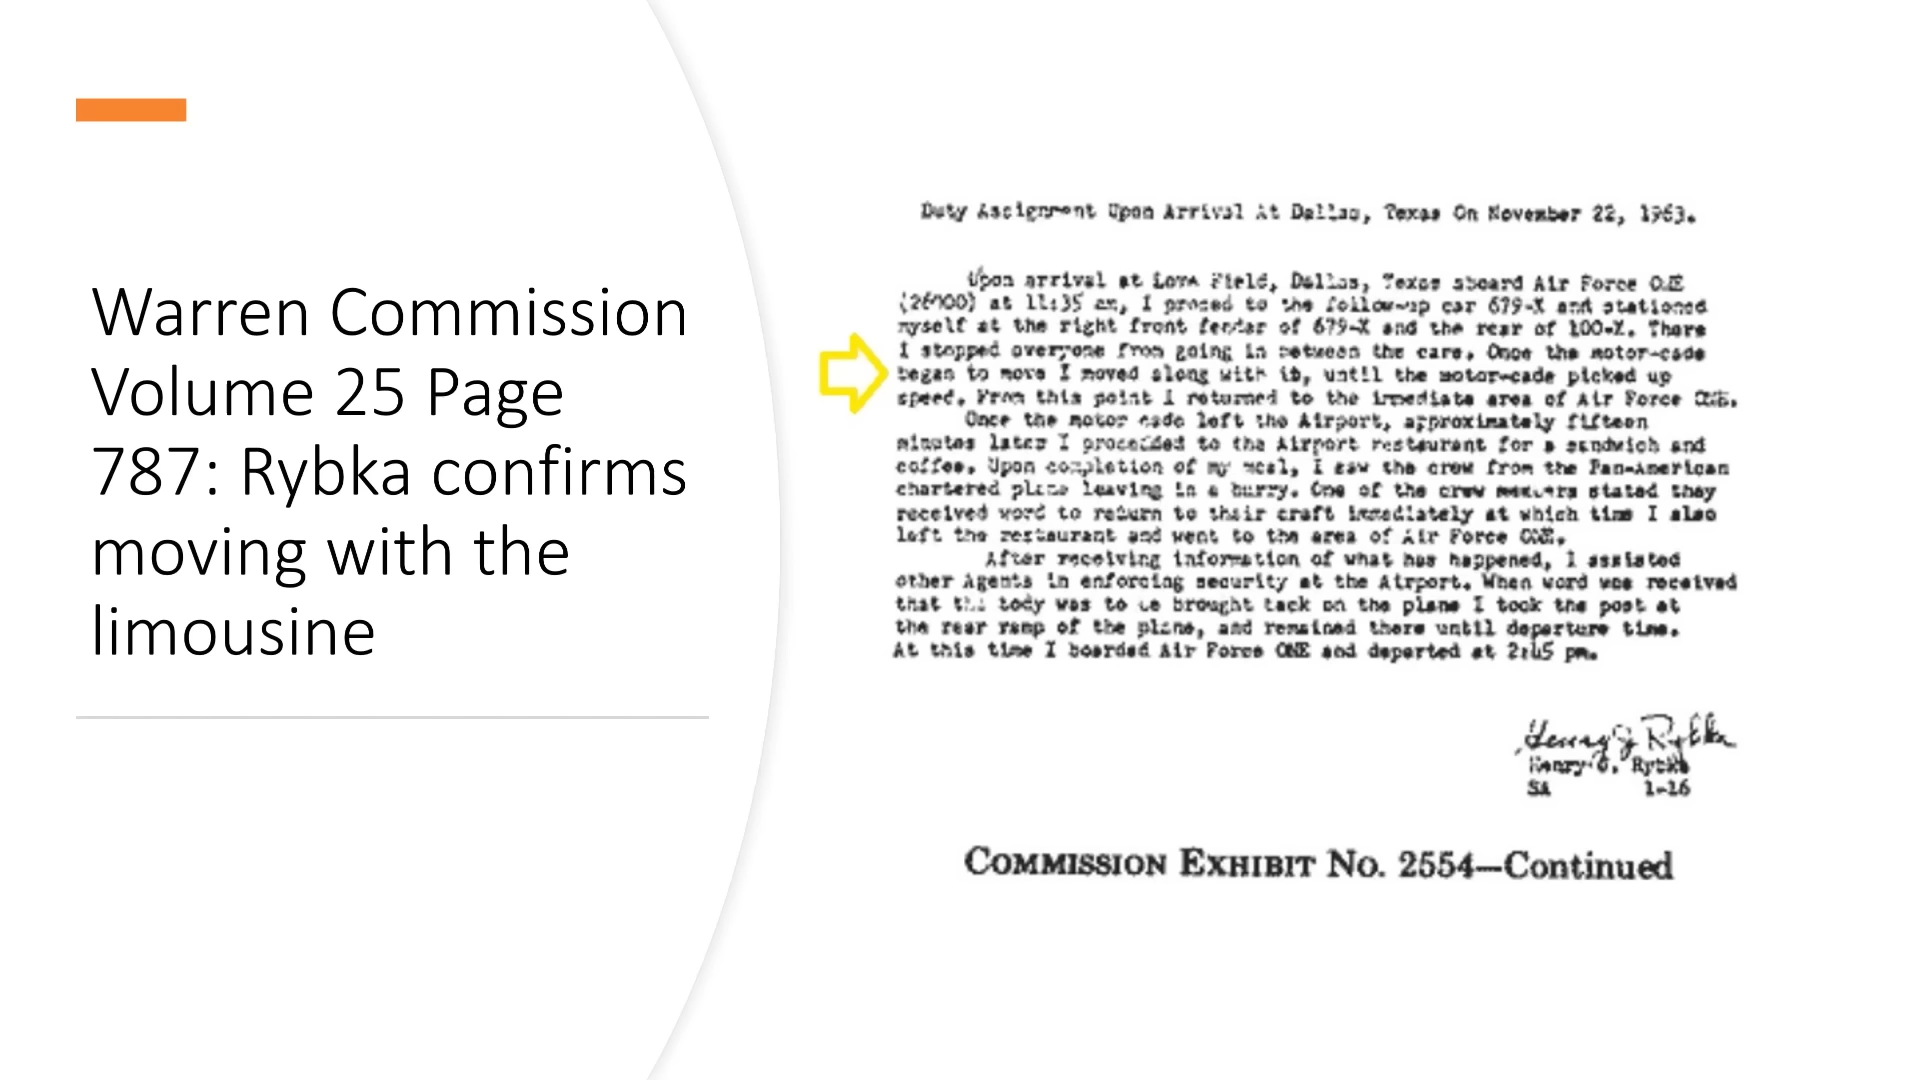 Warren Commission
Volume 25 Page
787: Rybka confirms
moving with the
limousine
Duty Assignment Upon Arrival At Dallas, Texas On November 22, 1963.
Upon arrival at Love Field, Dallas, Texas aboard Air Force ONE
(26000) at 11:35 am, I proced to the follow-up car 679-X and stationed
myself at the right front fender of 679-X and the rear of 100-X. There
I stopped everyone from going in between the cars. Once the motor-cade
began to move I moved along with it, until the motor-cade picked up
speed. From this point I returned to the immediate area of Air Force ONE.
Once the motor cade left the Airport, approximately fifteen
minutes later I proceeded to the Airport restaurant for a sandwich and
coffee. Upon completion of my meal, I saw the crew from the Pan-American
chartered plane leaving in a hurry. One of the crew members stated they
received word to return to their craft immediately at which time I also
left the restaurant and went to the area of Air Force ONE.
After receiving information of what has happened, I assisted
other Agents in enforcing security at the Airport. When word was received
that the body was to be brought back on the plane I took the post at
the rear ramp of the plane, and remained there until departure time.
At this time I boarded Air Force ONE and departed at 2:45 pm.
Henry J Rybka
Henry J. Rybka
SA 1-16
COMMISSION EXHIBIT No. 2554—Continued